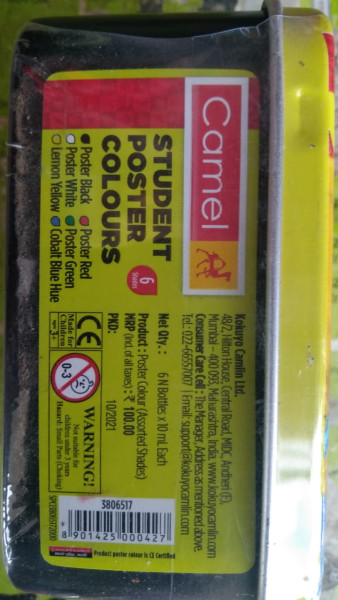 Camel
STUDENT
POSTER
COLOURS
6
Shades
Poster Black Poster Red
Poster White Poster Green
Lemon Yellow Cobalt Blue Hue
Kokuyo Camlin Ltd.
48/2, Hilton House, Central Road, MIDC, Andheri (E),
Mumbai - 400 093, Maharashtra, India. www.kokuyocamlin.com
Consumer Care Cell : The Manager, Address as mentioned above.
Tel.: 022-66557007 | Email: support@kokuyocamlin.com
Net Qty. : 6 N Bottles x 10 mL Each
Product : Poster Colour (Assorted Shades)
MRP (Incl. of all taxes) : ₹ 100.00
PKD: 10/2021
CE
Made for
Children
3+
0-3
WARNING!
Not suitable for
children under 3 years
Hazard: Small Parts (Choking)
3806517
8 901425 000427
Product poster colour is CE Certified